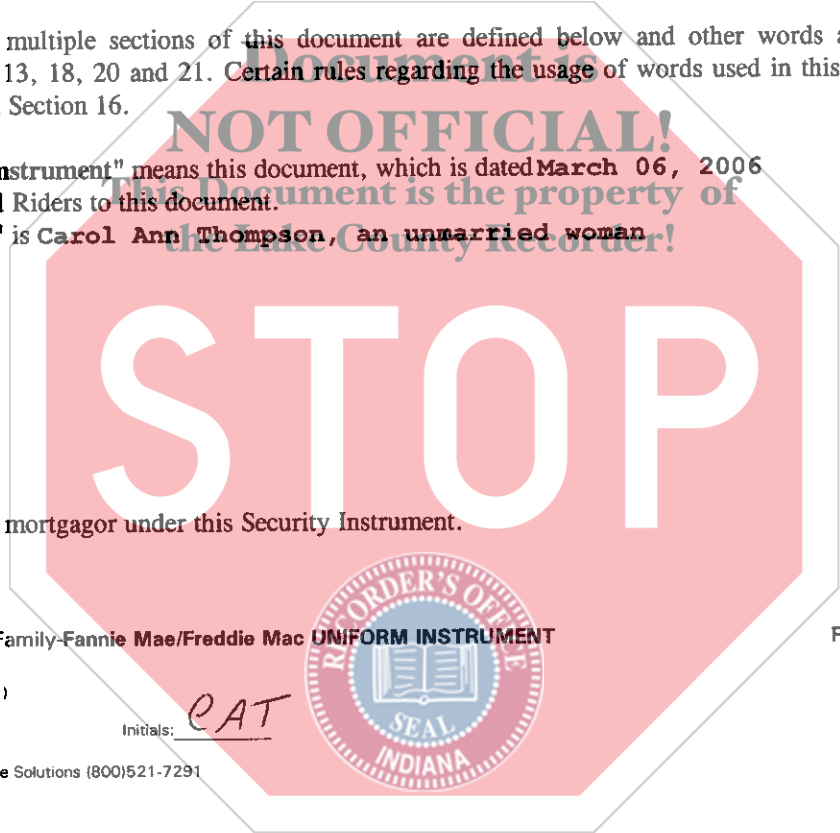 multiple sections of this document are defined below and other words
13, 18, 20 and 21. Certain rules regarding the usage of words used in this
Section 16.
Document is
NOT OFFICIAL!
This Document is the property of
the Lake County Recorder!
nstrument" means this document, which is dated March 06, 2006
Riders to this document.
" is Carol Ann Thompson, an unmarried woman
STOP
mortgagor under this Security Instrument.
Family-Fannie Mae/Freddie Mac UNIFORM INSTRUMENT
Initials: CAT
e Solutions (800)521-7291
RECORDER'S OFFICE
SEAL
INDIANA